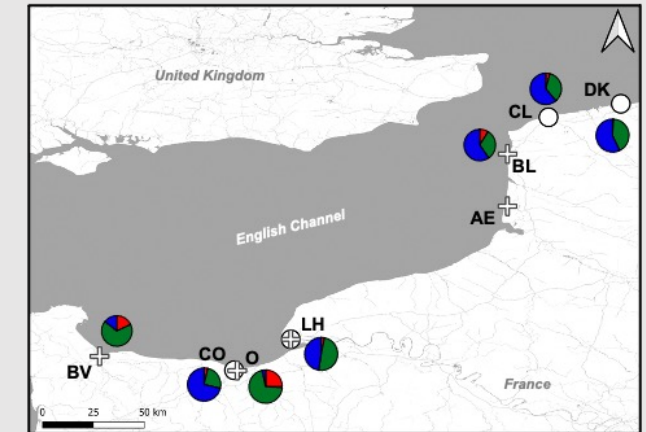 United Kingdom
DK
CL
BL
English Channel
AE
LH
CO O
BV
France
0 25 50 km